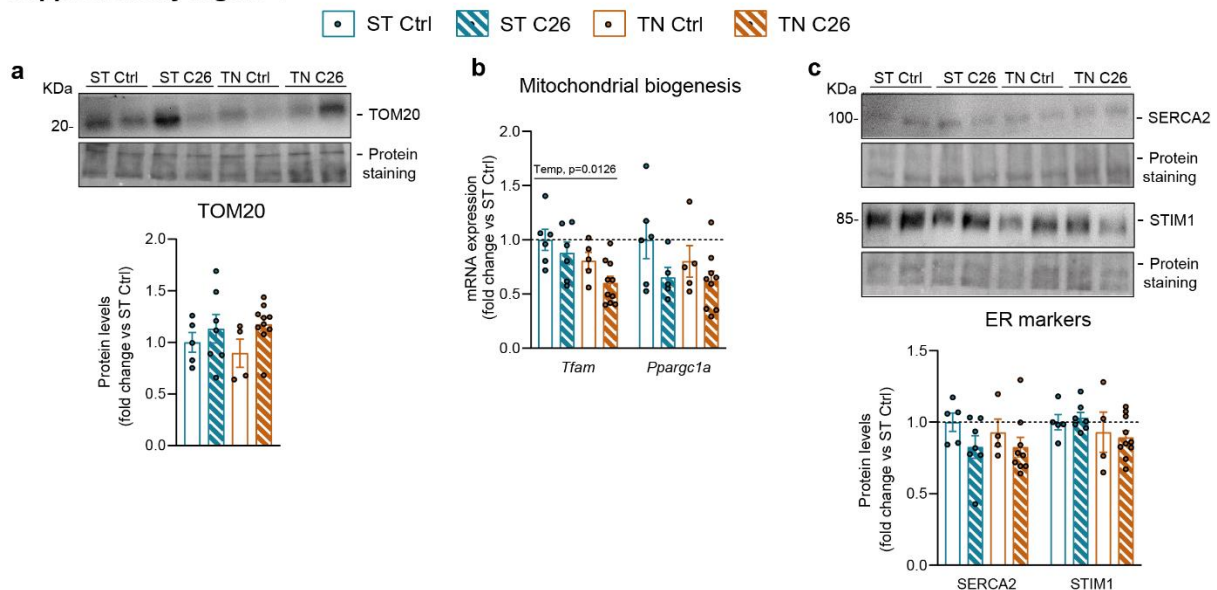 ST Ctrl ST C26 TN Ctrl TN C26
a
ST Ctrl ST C26 TN Ctrl TN C26
KDa
20-
- TOM20
- Protein
staining
TOM20
2.0
1.5
1.0
0.5
0.0
Protein levels
(fold change vs ST Ctrl)
b
Mitochondrial biogenesis
2.0
1.5
1.0
0.5
0.0
mRNA expression
(fold change vs ST Ctrl)
Temp, p=0.0126
Tfam Ppargc1a
c
ST Ctrl ST C26 TN Ctrl TN C26
KDa
100-
- SERCA2
- Protein
staining
85-
- STIM1
- Protein
staining
ER markers
1.5
1.0
0.5
0.0
Protein levels
(fold change vs ST Ctrl)
SERCA2 STIM1